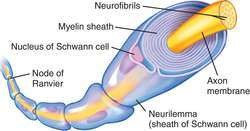 Neurofibrils
Myelin sheath
Nucleus of Schwann cell
Node of
Ranvier
Axon
membrane
Neurilemma
(sheath of Schwann cell)